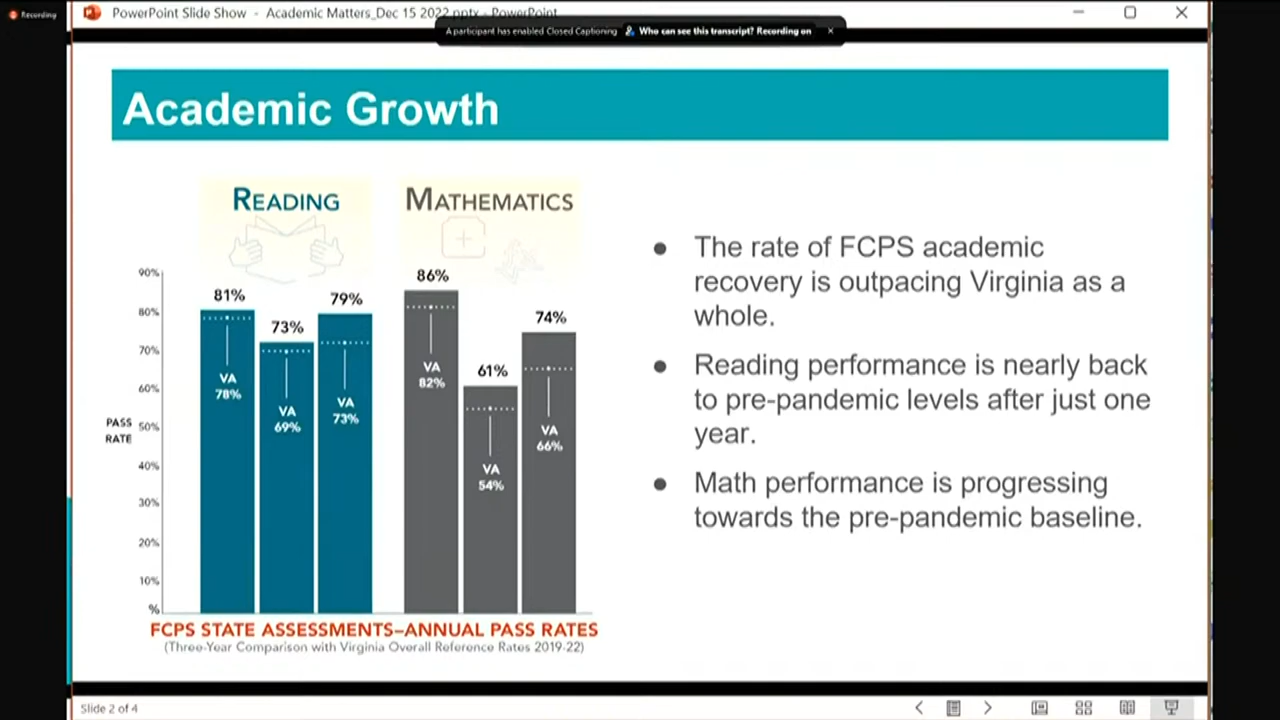 Recording
PowerPoint Slide Show - Academic Matters_Dec 15 2022.pptx - PowerPoint
A participant has enabled Closed Captioning Who can see this transcript? Recording on ×
Academic Growth
READING
MATHEMATICS
90%
80%
70%
60%
50%
40%
30%
20%
10%
%
PASS
RATE
81%
73%
79%
86%
61%
74%
VA
78%
VA
69%
VA
73%
VA
82%
VA
54%
VA
66%
FCPS STATE ASSESSMENTS–ANNUAL PASS RATES
(Three-Year Comparison with Virginia Overall Reference Rates 2019-22)
● The rate of FCPS academic
recovery is outpacing Virginia as a
whole.
● Reading performance is nearly back
to pre-pandemic levels after just one
year.
● Math performance is progressing
towards the pre-pandemic baseline.
Slide 2 of 4